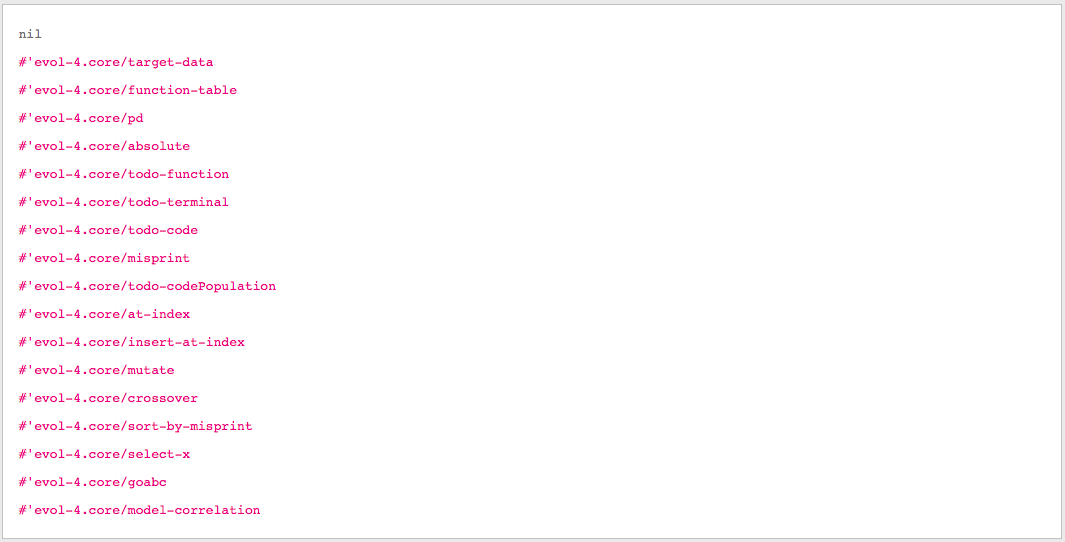 nil
#'evol-4.core/target-data
#'evol-4.core/function-table
#'evol-4.core/pd
#'evol-4.core/absolute
#'evol-4.core/todo-function
#'evol-4.core/todo-terminal
#'evol-4.core/todo-code
#'evol-4.core/misprint
#'evol-4.core/todo-codePopulation
#'evol-4.core/at-index
#'evol-4.core/insert-at-index
#'evol-4.core/mutate
#'evol-4.core/crossover
#'evol-4.core/sort-by-misprint
#'evol-4.core/select-x
#'evol-4.core/goabc
#'evol-4.core/model-correlation